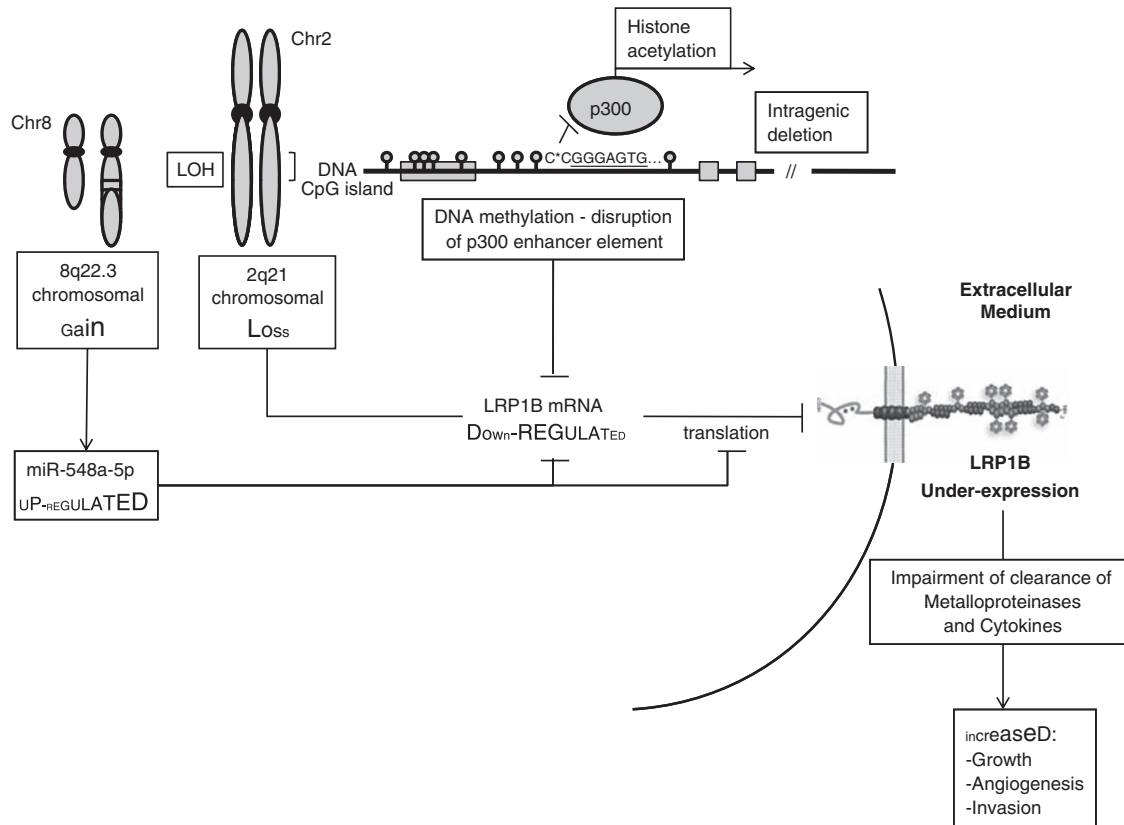 Chr2
Chr8
LOH
DNA
CpG island
Histone
acetylation
p300
C*CGGGAGTG...
Intragenic
deletion
//
DNA methylation - disruption
of p300 enhancer element
8q22.3
chromosomal
Gain
2q21
chromosomal
Loss
Extracellular
Medium
LRP1B mRNA
Down-REGULATED
translation
miR-548a-5p
UP-REGULATED
LRP1B
Under-expression
Impairment of clearance of
Metalloproteinases
and Cytokines
increaseD:
-Growth
-Angiogenesis
-Invasion